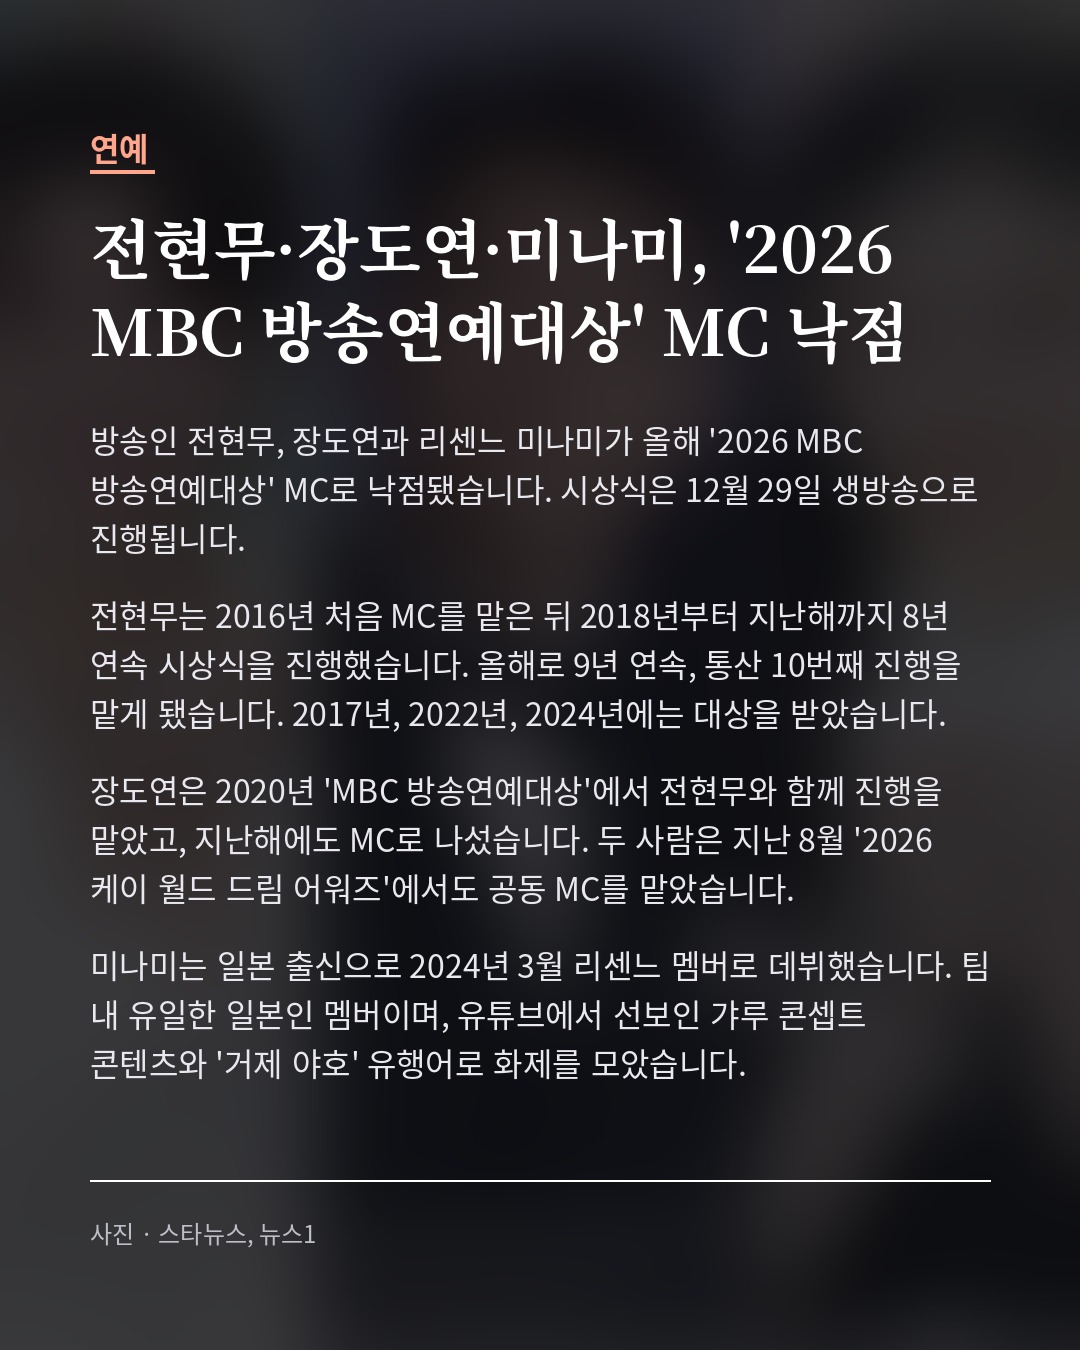 연예
전현무·장도연·미나미, '2026
MBC 방송연예대상' MC 낙점
방송인 전현무, 장도연과 리센느 미나미가 올해 '2026 MBC
방송연예대상' MC로 낙점됐습니다. 시상식은 12월 29일 생방송으로
진행됩니다.
전현무는 2016년 처음 MC를 맡은 뒤 2018년부터 지난해까지 8년
연속 시상식을 진행했습니다. 올해로 9년 연속, 통산 10번째 진행을
맡게 됐습니다. 2017년, 2022년, 2024년에는 대상을 받았습니다.
장도연은 2020년 'MBC 방송연예대상'에서 전현무와 함께 진행을
맡았고, 지난해에도 MC로 나섰습니다. 두 사람은 지난 8월 '2026
케이 월드 드림 어워즈'에서도 공동 MC를 맡았습니다.
미나미는 일본 출신으로 2024년 3월 리센느 멤버로 데뷔했습니다. 팀
내 유일한 일본인 멤버이며, 유튜브에서 선보인 갸루 콘셉트
콘텐츠와 '거제 야호' 유행어로 화제를 모았습니다.
사진 · 스타뉴스, 뉴스1